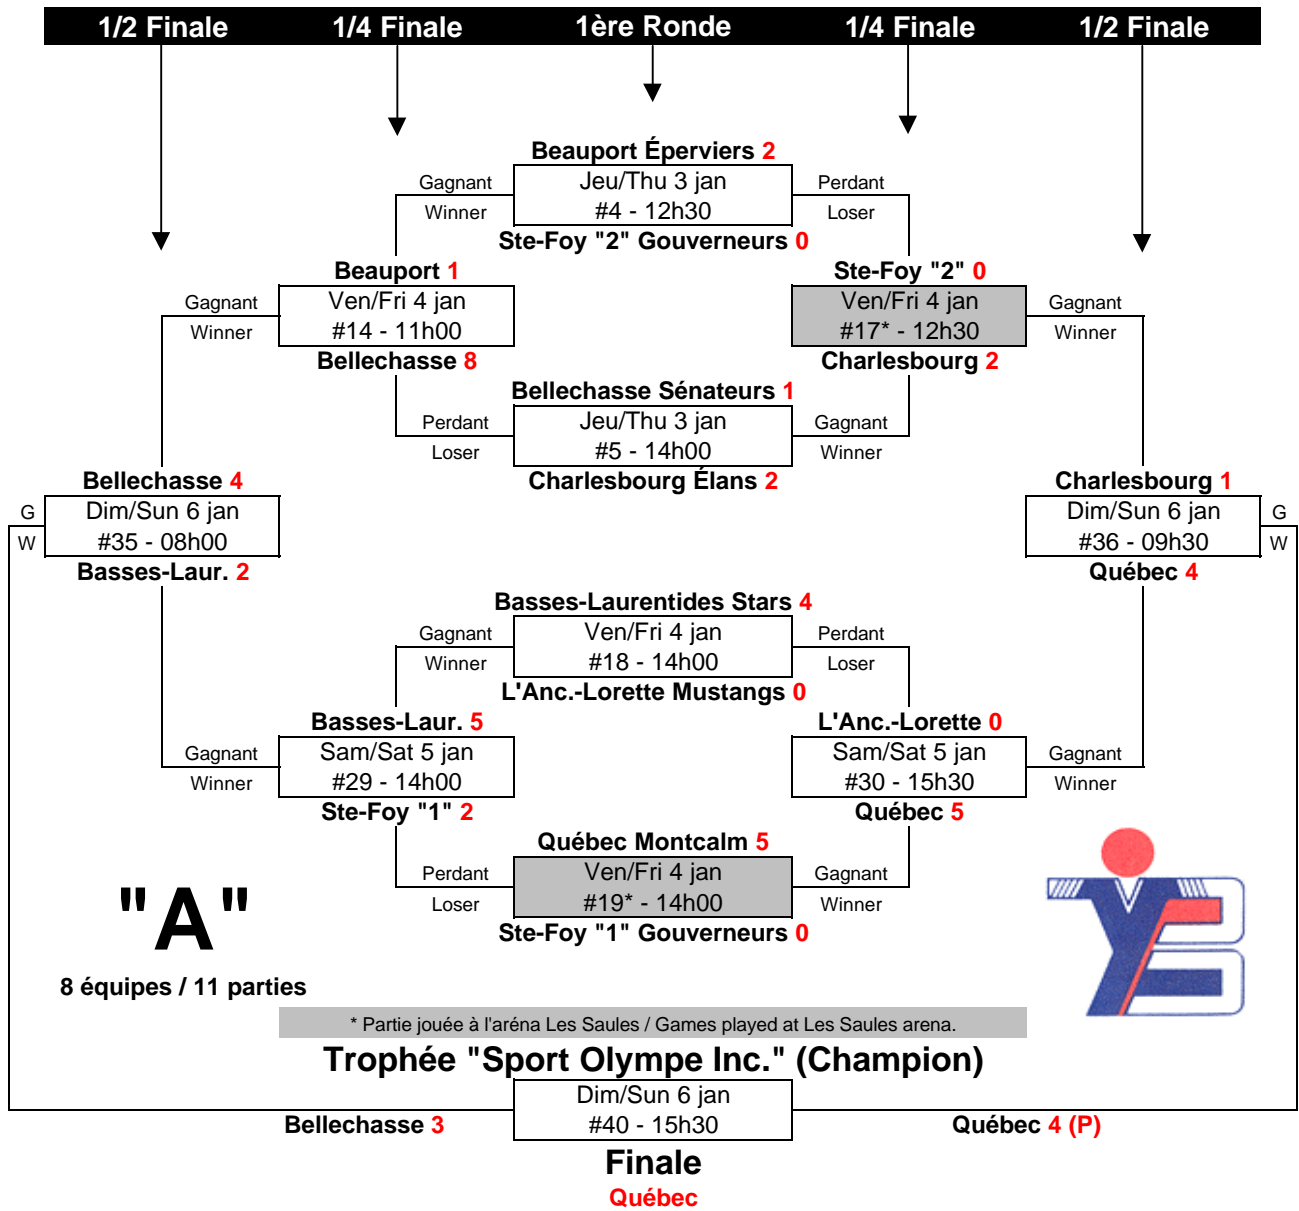 1/2 Finale 1/4 Finale 1ère Ronde 1/4 Finale 1/2 Finale
Beauport Éperviers 2
Gagnant Jeu/Thu 3 jan Perdant
Winner #4 - 12h30 Loser
Ste-Foy "2" Gouverneurs 0
Beauport 1 Ste-Foy "2" 0
Gagnant Ven/Fri 4 jan Ven/Fri 4 jan Gagnant
Winner #14 - 11h00 #17* - 12h30 Winner
Bellechasse 8 Charlesbourg 2
Bellechasse Sénateurs 1
Perdant Jeu/Thu 3 jan Gagnant
Loser #5 - 14h00 Winner
Bellechasse 4 Charlesbourg Élans 2 Charlesbourg 1
G Dim/Sun 6 jan Dim/Sun 6 jan G
W #35 - 08h00 #36 - 09h30 W
Basses-Laur. 2 Québec 4
Basses-Laurentides Stars 4
Gagnant Ven/Fri 4 jan Perdant
Winner #18 - 14h00 Loser
L'Anc.-Lorette Mustangs 0
Basses-Laur. 5 L'Anc.-Lorette 0
Gagnant Sam/Sat 5 jan Sam/Sat 5 jan Gagnant
Winner #29 - 14h00 #30 - 15h30 Winner
Ste-Foy "1" 2 Québec 5
Québec Montcalm 5
Perdant Ven/Fri 4 jan Gagnant
Loser #19* - 14h00 Winner
Ste-Foy "1" Gouverneurs 0
"A"
8 équipes / 11 parties
* Partie jouée à l'aréna Les Saules / Games played at Les Saules arena.
Trophée "Sport Olympe Inc." (Champion)
Dim/Sun 6 jan
Bellechasse 3 #40 - 15h30 Québec 4 (P)
Finale
Québec